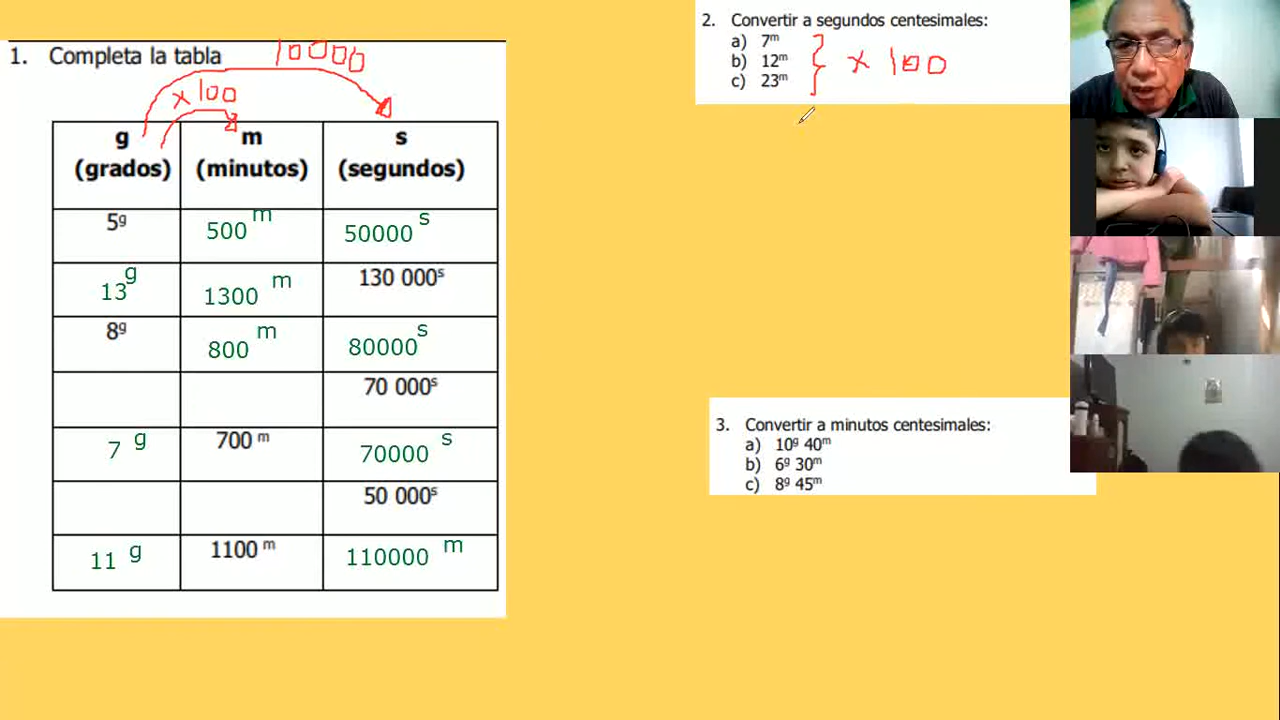 1. Completa la tabla
10000
x 100
g m s
(grados) (minutos) (segundos)
5g 500 m 50000 s
13 g 1300 m 130 000s
8g 800 m 80000 s
70 000s
7 g 700 m 70000 s
50 000s
11 g 1100 m 110000 m
2. Convertir a segundos centesimales:
a) 7m
b) 12m
c) 23m
} x 100
3. Convertir a minutos centesimales:
a) 10g 40m
b) 6g 30m
c) 8g 45m